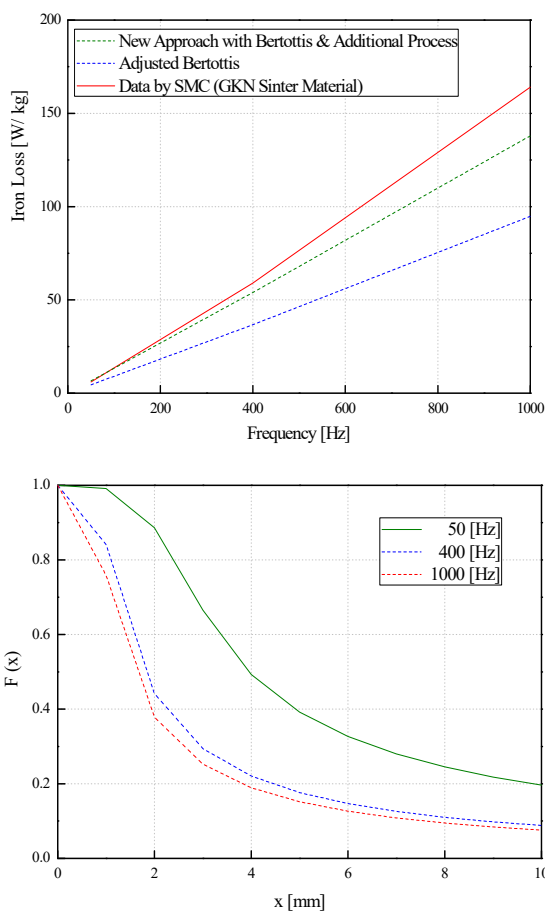 200
150
100
50
0
Iron Loss [W/ kg]
New Approach with Bertottis & Additional Process
Adjusted Bertottis
Data by SMC (GKN Sinter Material)
0 200 400 600 800 1000
Frequency [Hz]
1.0
0.8
0.6
0.4
0.2
0.0
F (x)
50 [Hz]
400 [Hz]
1000 [Hz]
0 2 4 6 8 10
x [mm]